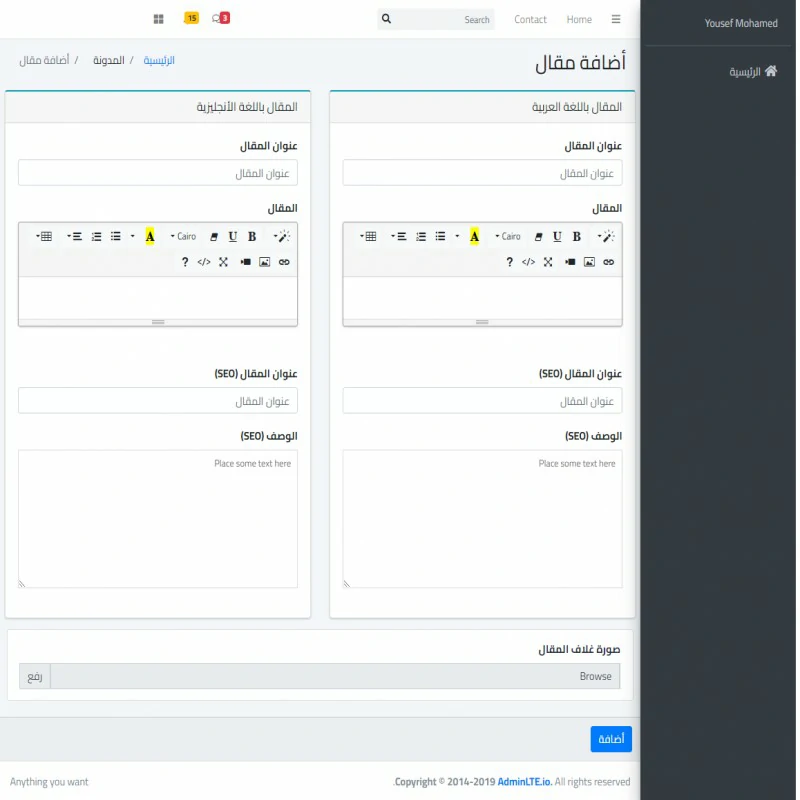 Yousef Mohamed
الرئيسية
Home
Contact
Search
3
15
أضافة مقال
الرئيسية / المدونة / أضافة مقال
المقال باللغة العربية
عنوان المقال
عنوان المقال
المقال
B U Cairo A
</> ?
عنوان المقال (SEO)
عنوان المقال
الوصف (SEO)
Place some text here
المقال باللغة الأنجليزية
عنوان المقال
عنوان المقال
المقال
B U Cairo A
</> ?
عنوان المقال (SEO)
عنوان المقال
الوصف (SEO)
Place some text here
صورة غلاف المقال
Browse
رفع
أضافة
.Copyright © 2014-2019 AdminLTE.io. All rights reserved
Anything you want